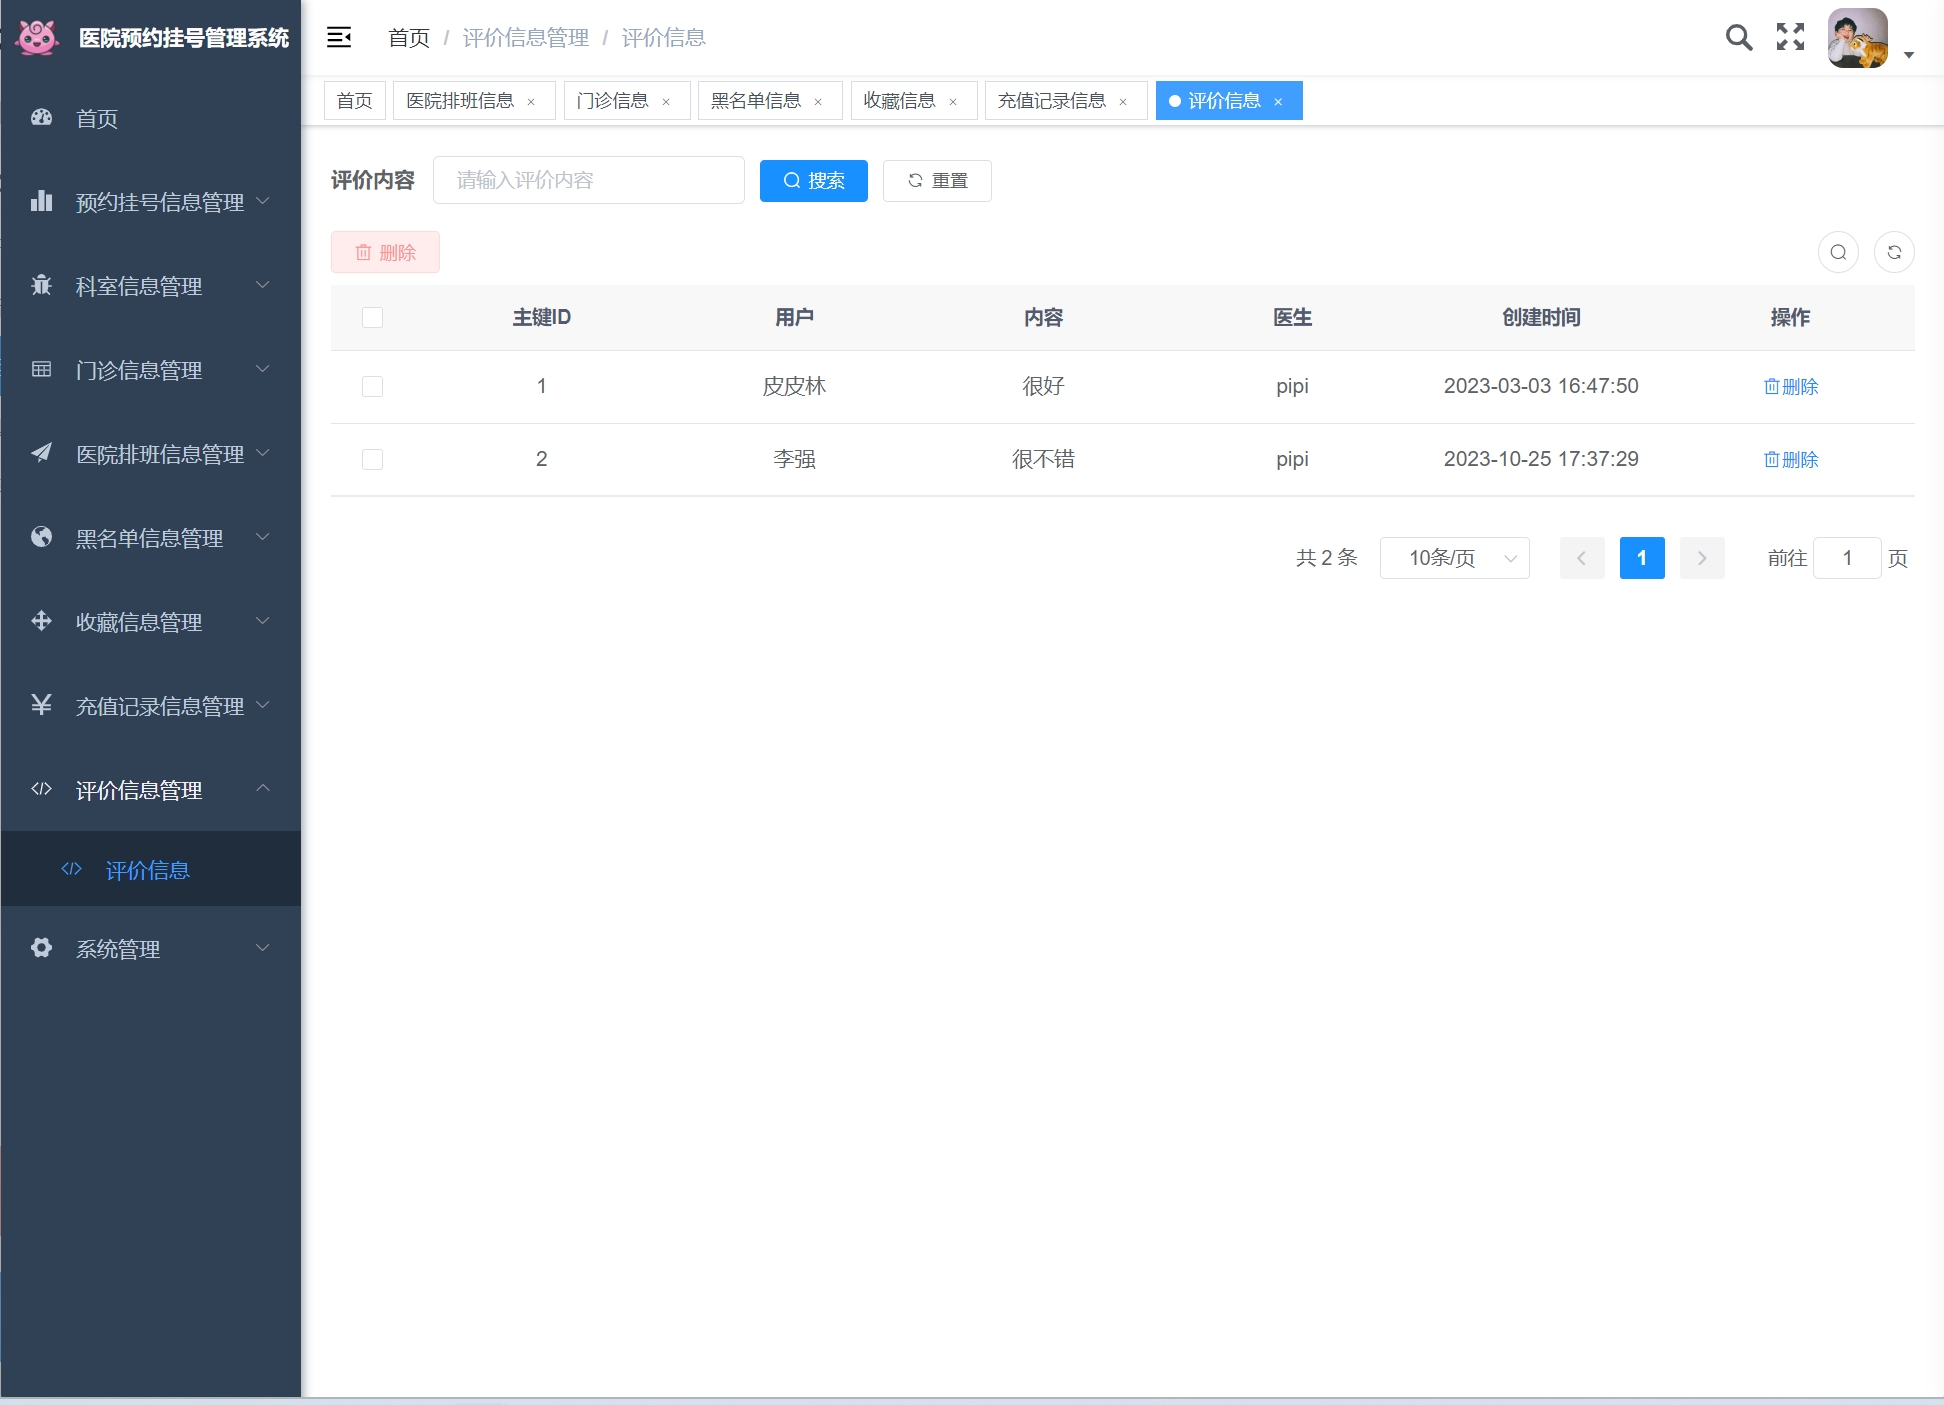 医院预约挂号管理系统
首页 / 评价信息管理 / 评价信息
首页
医院排班信息 ×
门诊信息 ×
黑名单信息 ×
收藏信息 ×
充值记录信息 ×
评价信息 ×
首页
预约挂号信息管理
科室信息管理
门诊信息管理
医院排班信息管理
黑名单信息管理
收藏信息管理
充值记录信息管理
评价信息管理
评价信息
系统管理
评价内容 请输入评价内容 搜索 重置
删除
主键ID 用户 内容 医生 创建时间 操作
1 皮皮林 很好 pipi 2023-03-03 16:47:50 删除
2 李强 很不错 pipi 2023-10-25 17:37:29 删除
共 2 条 10条/页 1 前往 1 页